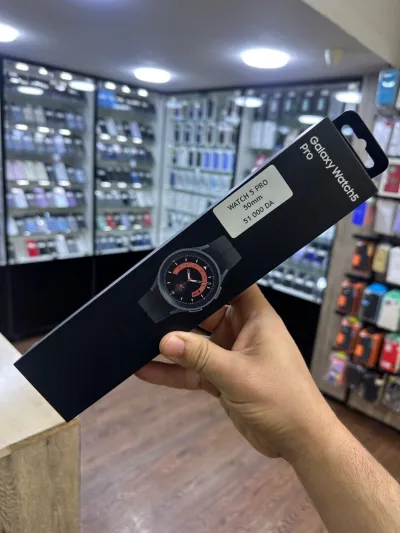 Galaxy Watch5
Pro
WATCH 5 PRO
50mm
51 000 DA